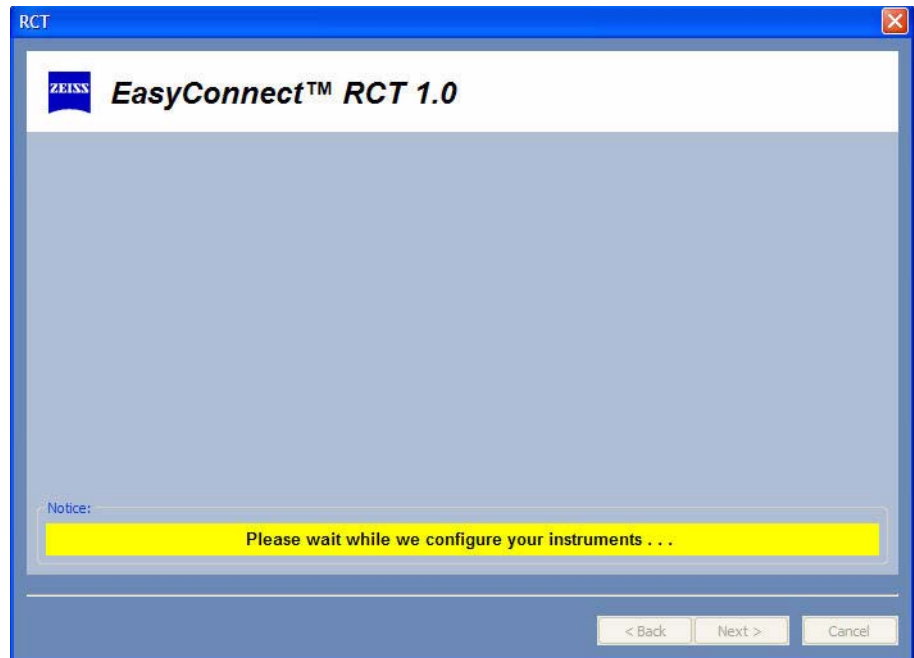 RCT
ZEISS EasyConnect™ RCT 1.0
Notice:
Please wait while we configure your instruments . . .
< Back Next > Cancel